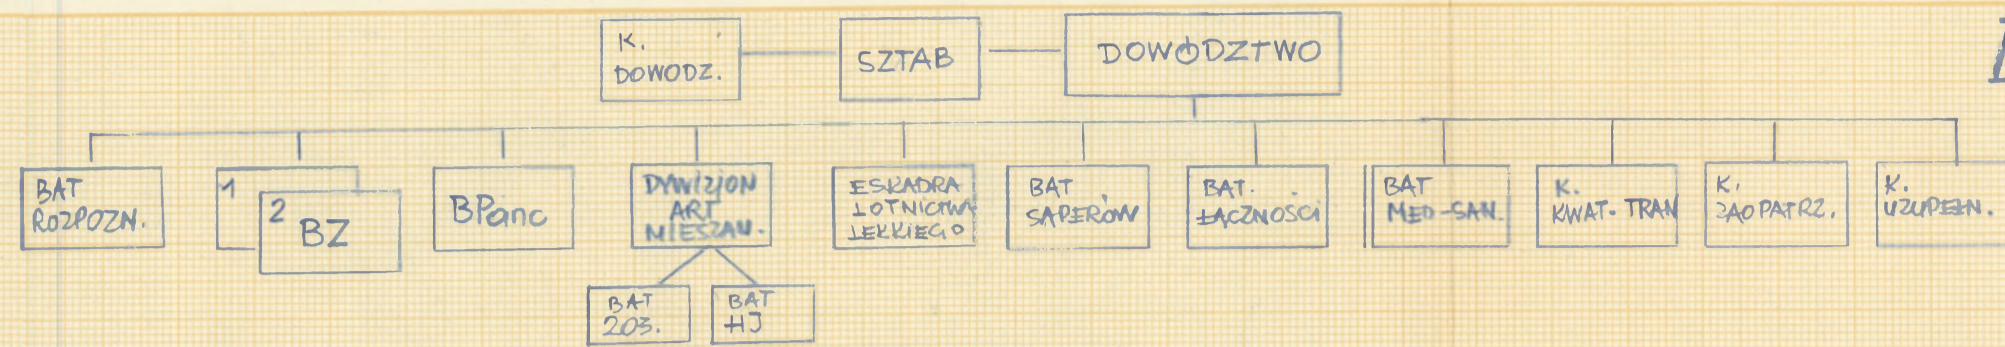 K.
DOWODZ.
SZTAB
DOWÓDZTWO
BAT
ROZPOZN.
1
2 BZ
BPanc
DYWIZJON
ART
MIESZAN.
ESKADRA
LOTNICTWA
LEKKIEGO
BAT
SAPERÓW
BAT.
ŁĄCZNOŚCI
BAT
MED-SAN.
K.
KWAT-TRAN
K.
ZAOPATRZ.
K.
UZUPEŁN.
BAT
203.
BAT
HJ